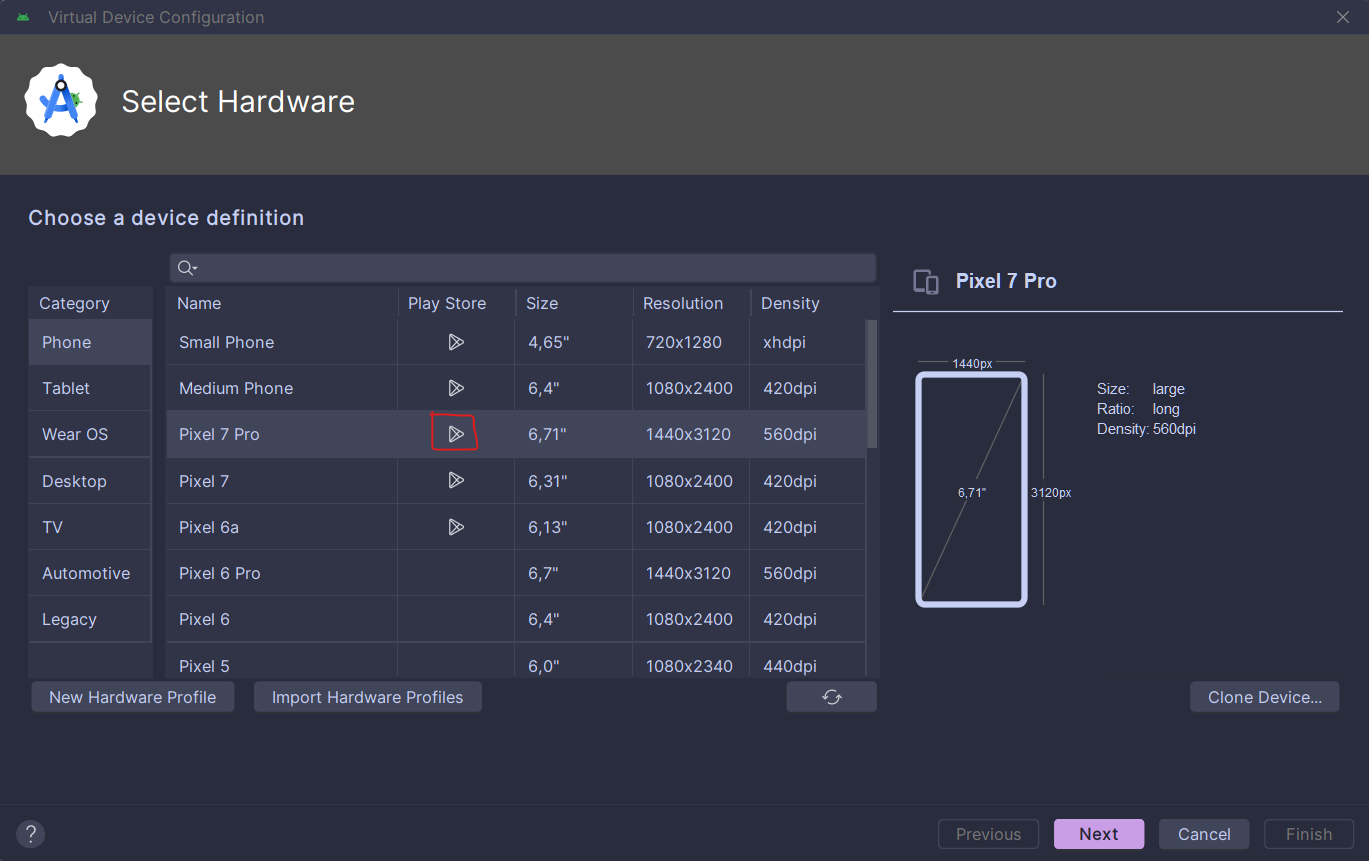 Virtual Device Configuration
Select Hardware
Choose a device definition
Category
Phone
Tablet
Wear OS
Desktop
TV
Automotive
Legacy
Name Play Store Size Resolution Density
Small Phone 4,65" 720x1280 xhdpi
Medium Phone 6,4" 1080x2400 420dpi
Pixel 7 Pro 6,71" 1440x3120 560dpi
Pixel 7 6,31" 1080x2400 420dpi
Pixel 6a 6,13" 1080x2400 420dpi
Pixel 6 Pro 6,7" 1440x3120 560dpi
Pixel 6 6,4" 1080x2400 420dpi
Pixel 5 6,0" 1080x2340 440dpi
Pixel 7 Pro
1440px
6,71"
3120px
Size: large
Ratio: long
Density: 560dpi
New Hardware Profile Import Hardware Profiles Clone Device...
? Previous Next Cancel Finish